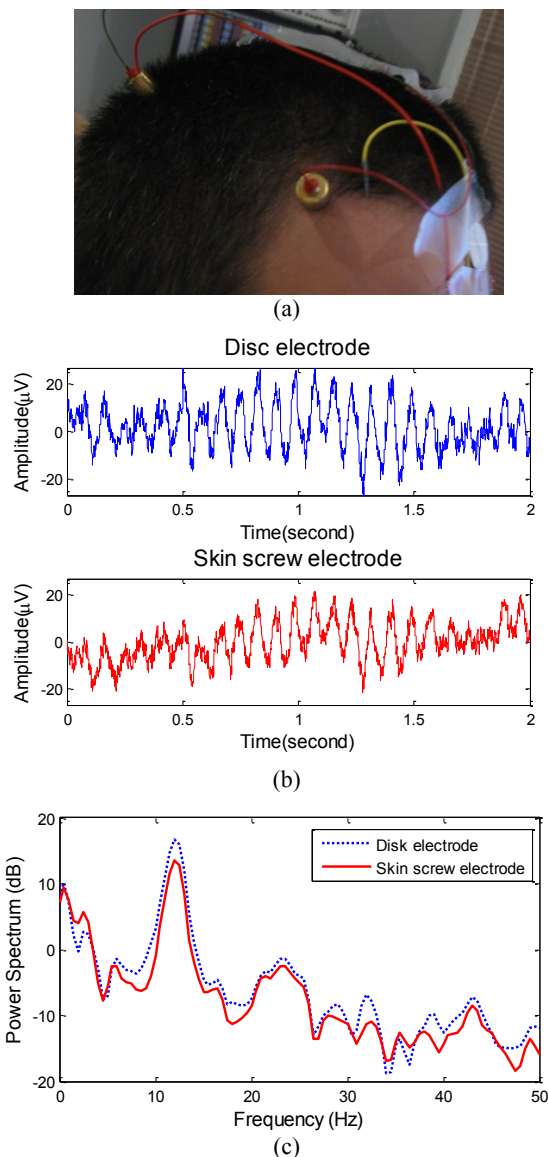 (a)
Disc electrode
20
0
-20
Amplitude(µV)
0 0.5 1 1.5 2
Time(second)
Skin screw electrode
20
0
-20
Amplitude(µV)
0 0.5 1 1.5 2
Time(second)
(b)
20
10
0
-10
-20
Power Spectrum (dB)
Disk electrode
Skin screw electrode
0 10 20 30 40 50
Frequency (Hz)
(c)